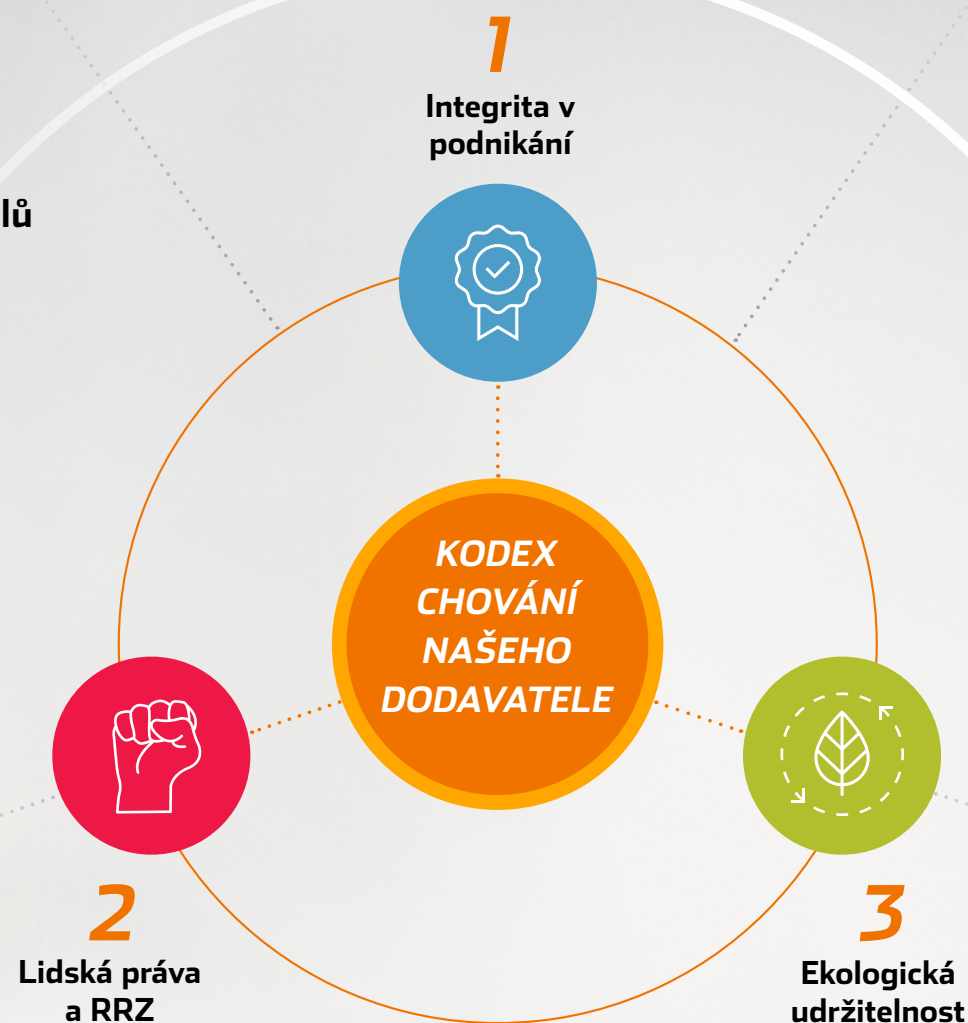 1
Integrita v
podnikání
lů
KODEX
CHOVÁNÍ
NAŠEHO
DODAVATELE
2
Lidská práva
a RRZ
3
Ekologická
udržitelnost